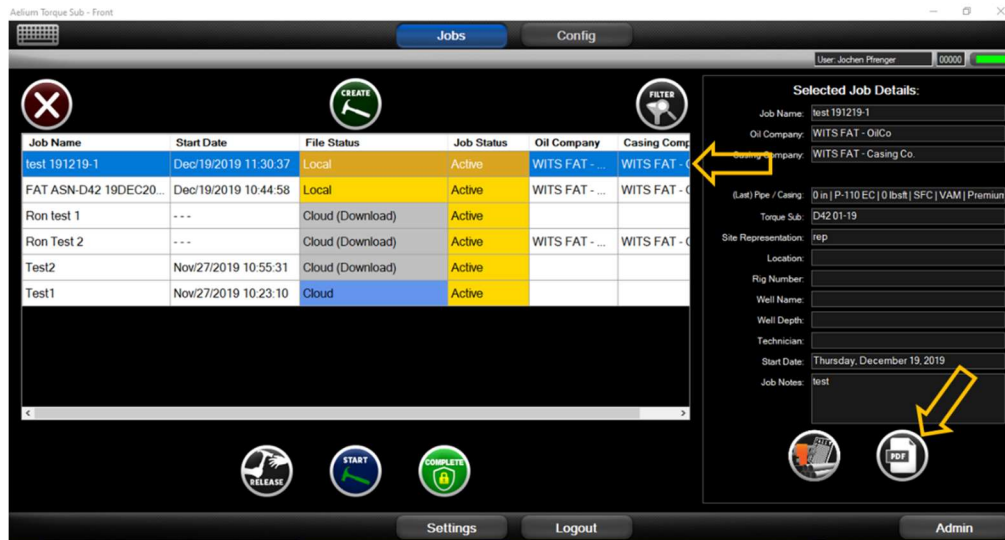 Aelium Torque Sub - Front
Jobs
Config
User: Jochen Pfrenger
00000
CREATE
FILTER
Job Name Start Date File Status Job Status Oil Company Casing Comp
test 191219-1 Dec/19/2019 11:30:37 Local Active WITS FAT - ... WITS FAT - C
FAT ASN-D42 19DEC20... Dec/19/2019 10:44:58 Local Active WITS FAT - ... WITS FAT - C
Ron test 1 - - - Cloud (Download) Active
Ron Test 2 - - - Cloud (Download) Active WITS FAT - ... WITS FAT - C
Test2 Nov/27/2019 10:55:31 Cloud (Download) Active
Test1 Nov/27/2019 10:23:10 Cloud Active
RELEASE
START
COMPLETE
Selected Job Details:
Job Name: test 191219-1
Oil Company: WITS FAT - OilCo
Casing Company: WITS FAT - Casing Co.
(Last) Pipe / Casing: 0 in | P-110 EC | 0 lbsft | SFC | VAM | Premium
Torque Sub: D42 01-19
Site Representation: rep
Location:
Rig Number:
Well Name:
Well Depth:
Technician:
Start Date: Thursday, December 19, 2019
Job Notes: test
PDF
Settings
Logout
Admin